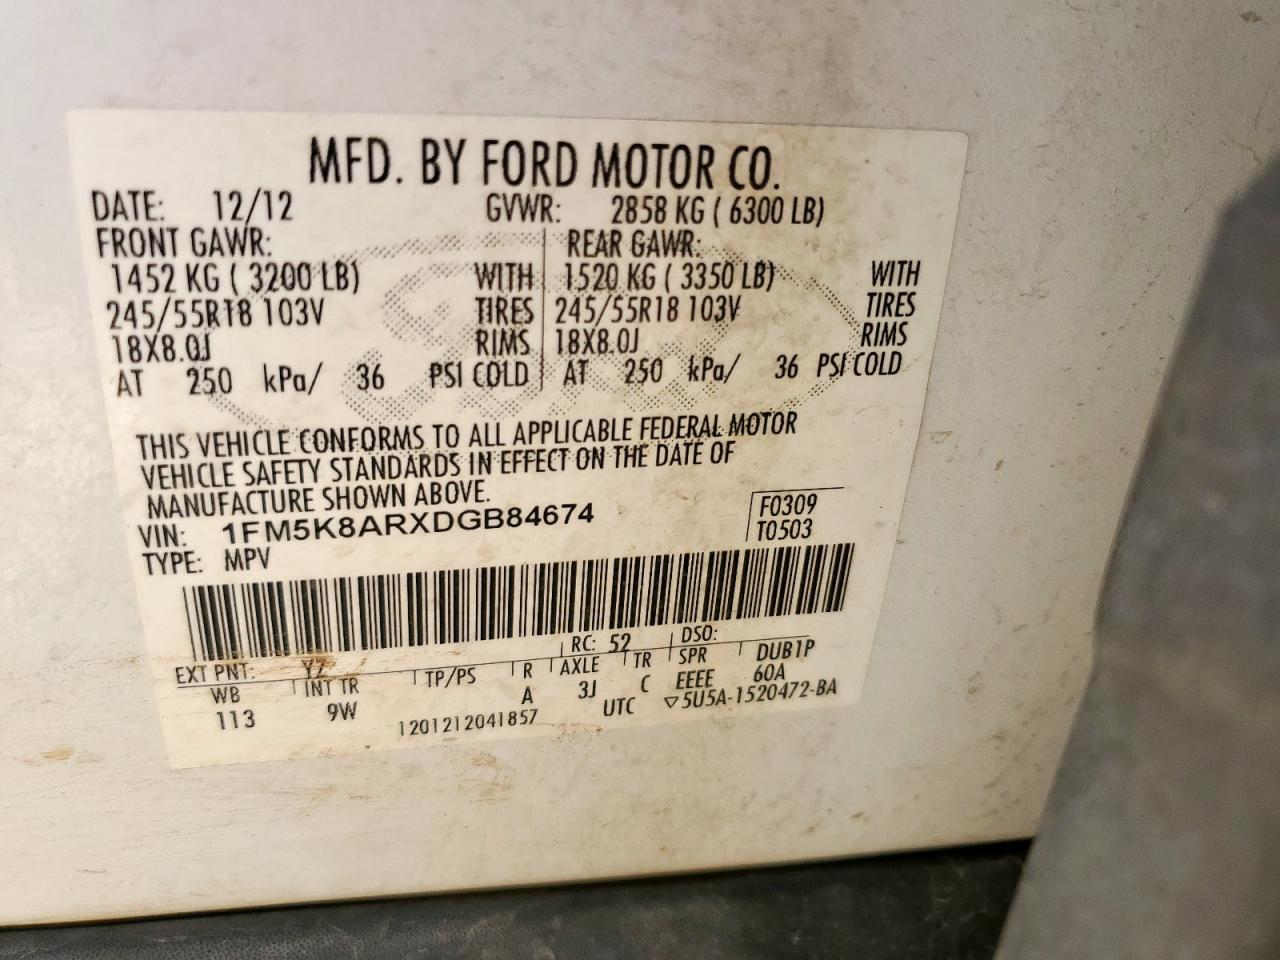 MFD. BY FORD MOTOR CO.
DATE: 12/12 GVWR: 2858 KG ( 6300 LB)
FRONT GAWR: REAR GAWR:
1452 KG ( 3200 LB) WITH 1520 KG ( 3350 LB) WITH
245/55R18 103V TIRES 245/55R18 103V TIRES
18X8.0J RIMS 18X8.0J RIMS
AT 250 kPa/ 36 PSI COLD AT 250 kPa/ 36 PSI COLD
THIS VEHICLE CONFORMS TO ALL APPLICABLE FEDERAL MOTOR
VEHICLE SAFETY STANDARDS IN EFFECT ON THE DATE OF
MANUFACTURE SHOWN ABOVE.
VIN: 1FM5K8ARXDGB84674 F0309
TYPE: MPV T0503
EXT PNT: YZ RC: 52 DSO:
WB INT TR TP/PS R AXLE TR SPR DUB1P
113 9W A 3J C EEEE 60A
1201212041857 UTC ▽5U5A-1520472-BA